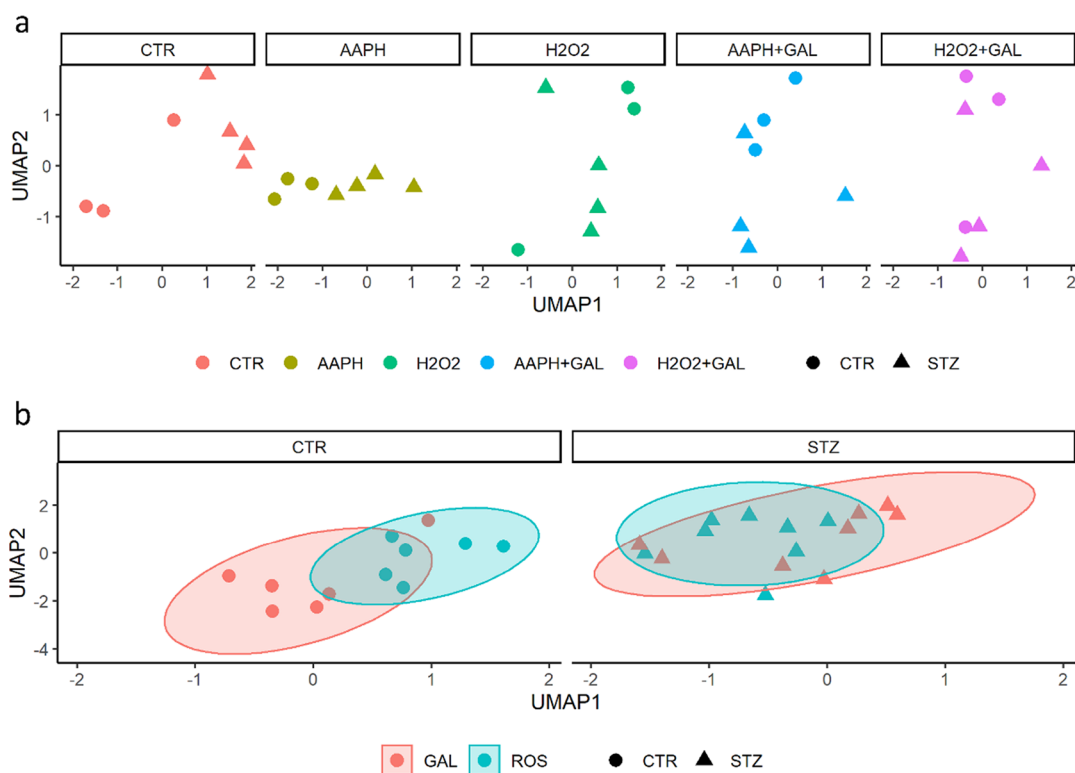 a
CTR AAPH H2O2 AAPH+GAL H2O2+GAL
1
0
-1
UMAP2
-2 -1 0 1 2 -2 -1 0 1 2 -2 -1 0 1 2 -2 -1 0 1 2 -2 -1 0 1 2
UMAP1
CTR AAPH H2O2 AAPH+GAL H2O2+GAL CTR STZ
b
CTR STZ
2
0
-2
-4
UMAP2
-2 -1 0 1 2 -2 -1 0 1 2
UMAP1
GAL ROS CTR STZ